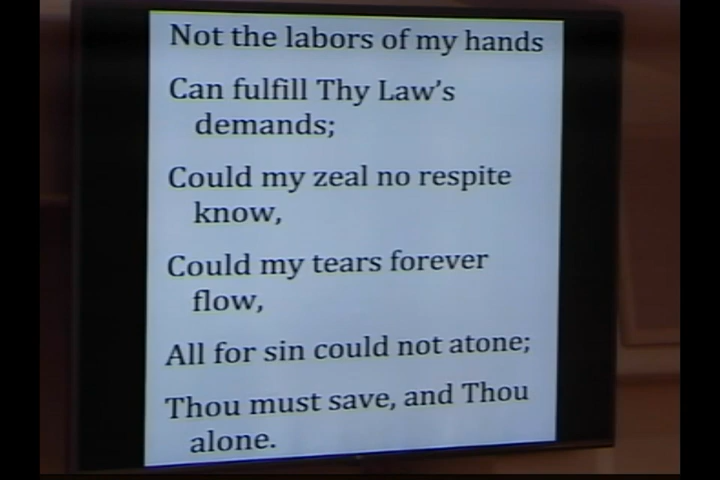 Not the labors of my hands
Can fulfill Thy Law's
demands;
Could my zeal no respite
know,
Could my tears forever
flow,
All for sin could not atone;
Thou must save, and Thou
alone.